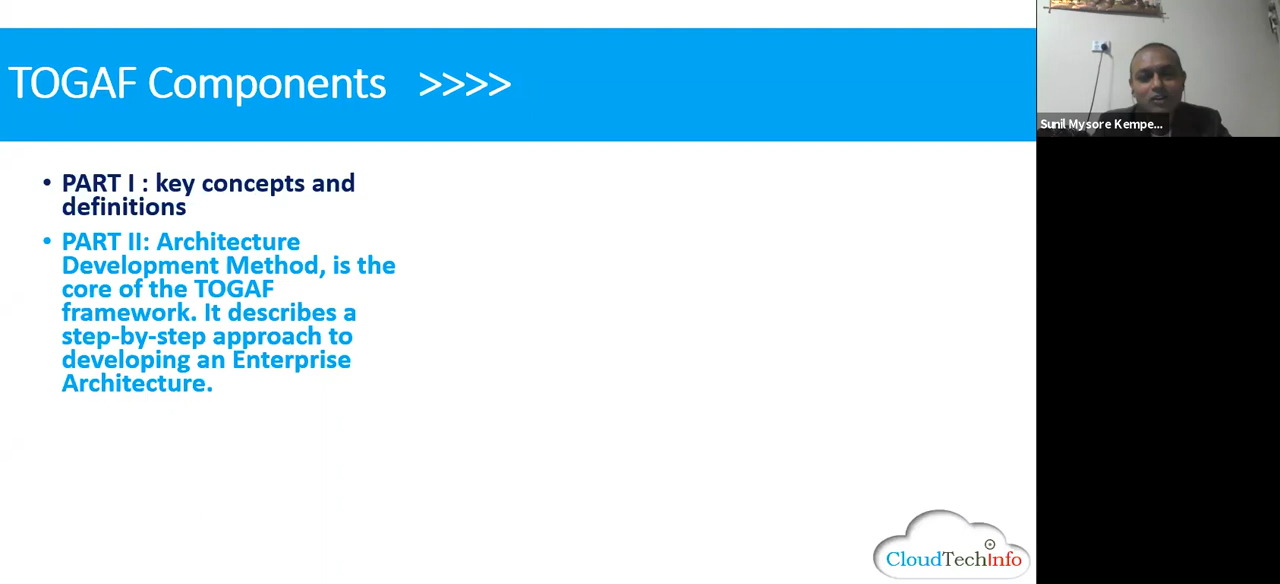 TOGAF Components >>>>
Sunil Mysore Kempe...
• PART I : key concepts and
definitions
• PART II: Architecture
Development Method, is the
core of the TOGAF
framework. It describes a
step-by-step approach to
developing an Enterprise
Architecture.
CloudTechInfo